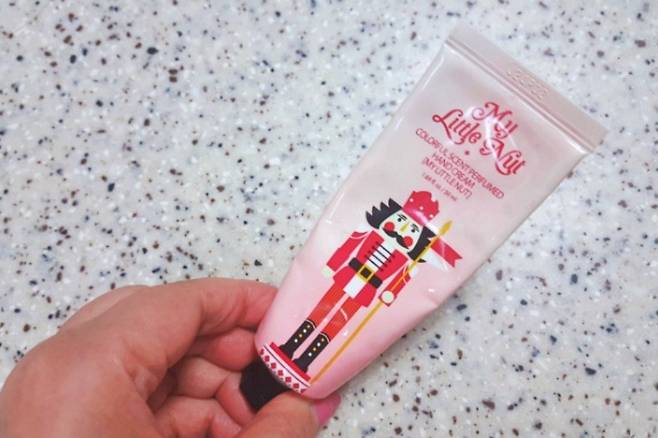 My
Little Nut
COLORFUL SCENT PERFUMED
HAND CREAM
[MY LITTLE NUT]